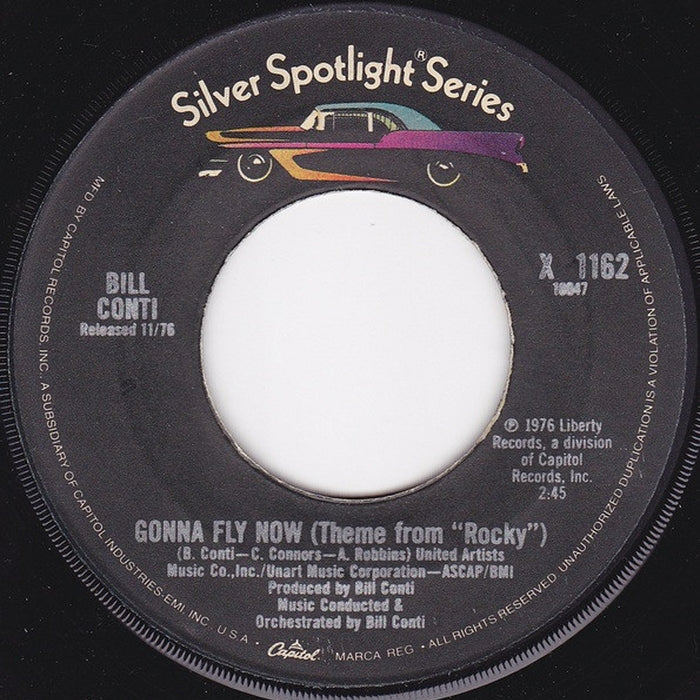 Silver Spotlight® Series
BILL
CONTI
Released 11/76
X 1162
19947
℗ 1976 Liberty
Records, a division
of Capitol
Records, Inc.
2:45
GONNA FLY NOW (Theme from "Rocky")
(B. Conti—C. Connors—A. Robbins) United Artists
Music Co.,Inc./Unart Music Corporation—ASCAP/BMI
Produced by Bill Conti
Music Conducted &
Orchestrated by Bill Conti
MFD BY CAPITOL RECORDS, INC., A SUBSIDIARY OF CAPITOL INDUSTRIES-EMI, INC. U.S.A. · Capitol. MARCA REG · ALL RIGHTS RESERVED. UNAUTHORIZED DUPLICATION IS A VIOLATION OF APPLICABLE LAWS